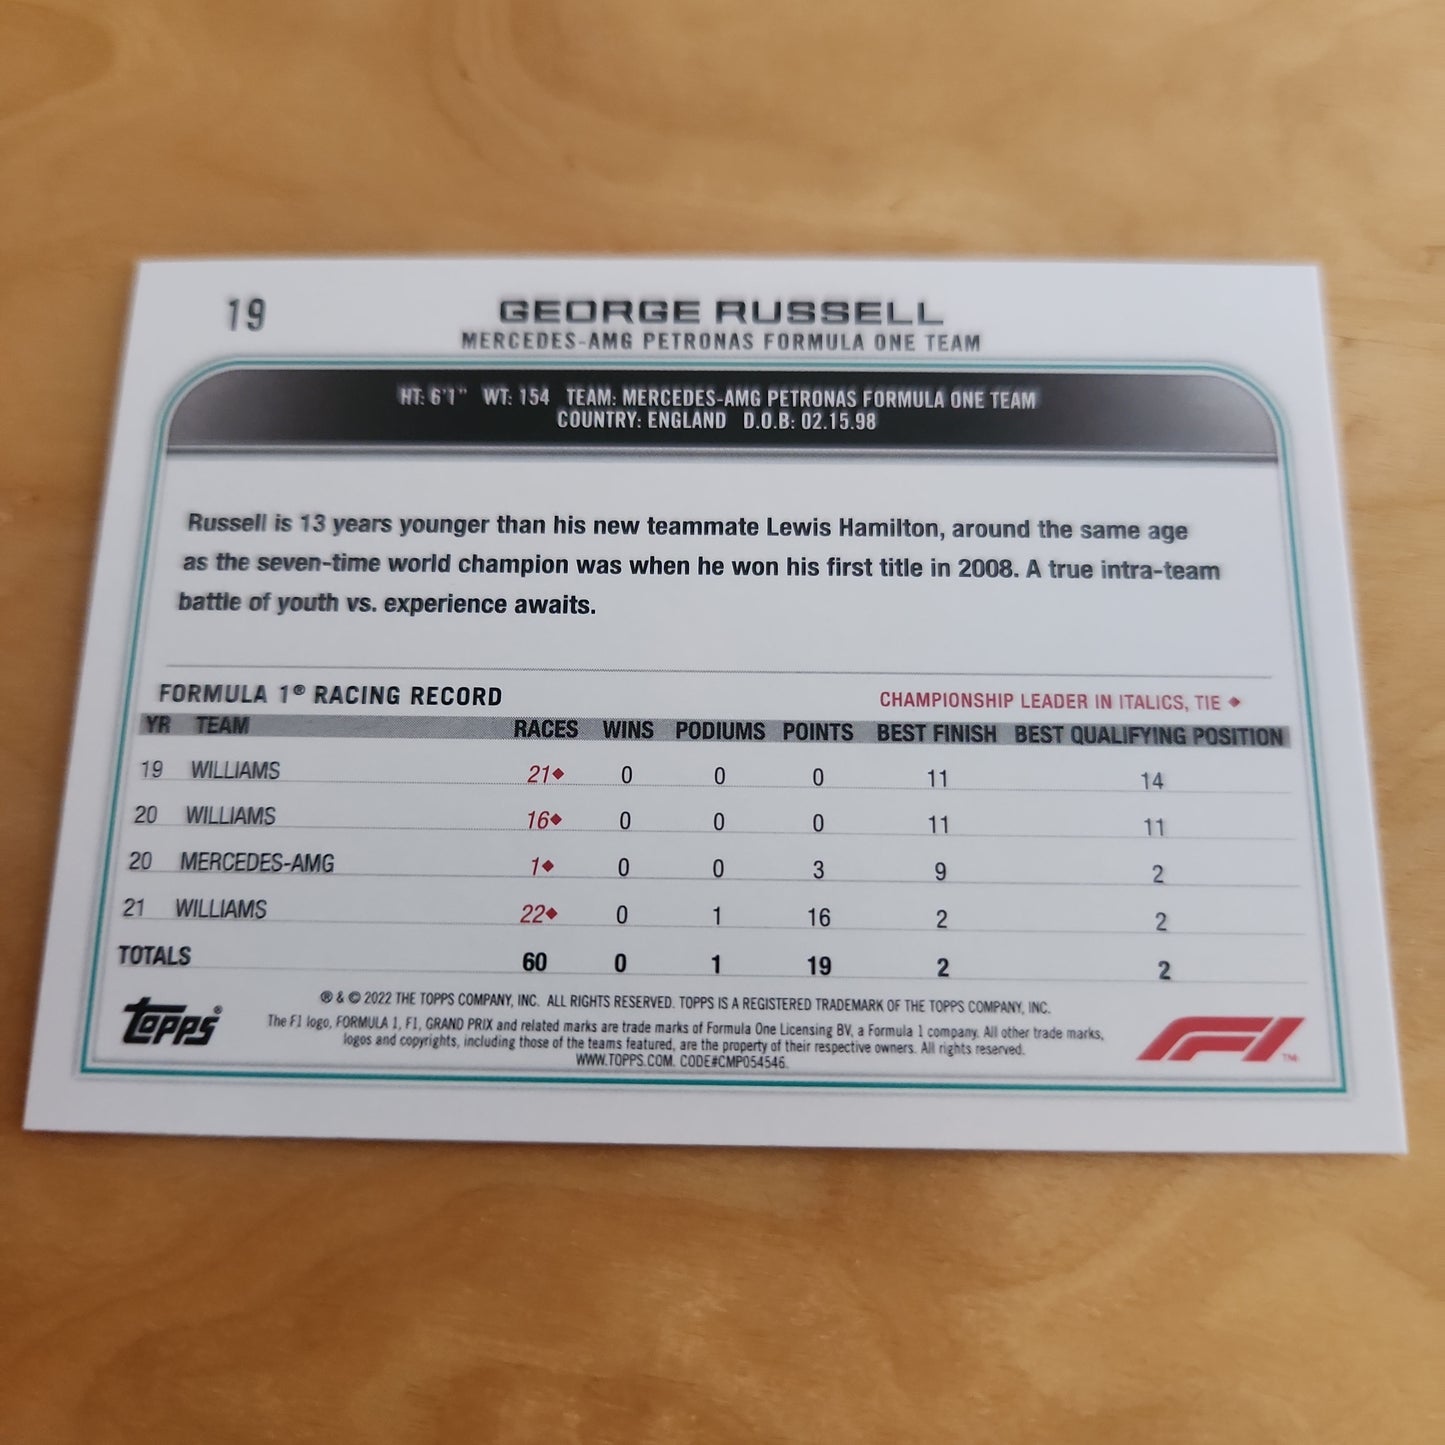 19
GEORGE RUSSELL
MERCEDES-AMG PETRONAS FORMULA ONE TEAM
HT: 6'1" WT: 154 TEAM: MERCEDES-AMG PETRONAS FORMULA ONE TEAM
COUNTRY: ENGLAND D.O.B: 02.15.98
Russell is 13 years younger than his new teammate Lewis Hamilton, around the same age
as the seven-time world champion was when he won his first title in 2008. A true intra-team
battle of youth vs. experience awaits.
FORMULA 1® RACING RECORD CHAMPIONSHIP LEADER IN ITALICS, TIE ◆
YR TEAM RACES WINS PODIUMS POINTS BEST FINISH BEST QUALIFYING POSITION
19 WILLIAMS 21◆ 0 0 0 11 14
20 WILLIAMS 16◆ 0 0 0 11 11
20 MERCEDES-AMG 1◆ 0 0 3 9 2
21 WILLIAMS 22◆ 0 1 16 2 2
TOTALS 60 0 1 19 2 2
® & © 2022 THE TOPPS COMPANY, INC. ALL RIGHTS RESERVED. TOPPS IS A REGISTERED TRADEMARK OF THE TOPPS COMPANY, INC.
The F1 logo, FORMULA 1, F1, GRAND PRIX and related marks are trade marks of Formula One Licensing BV, a Formula 1 company. All other trade marks,
logos and copyrights, including those of the teams featured, are the property of their respective owners. All rights reserved.
WWW.TOPPS.COM. CODE#CMP054546.
Topps®
F1™